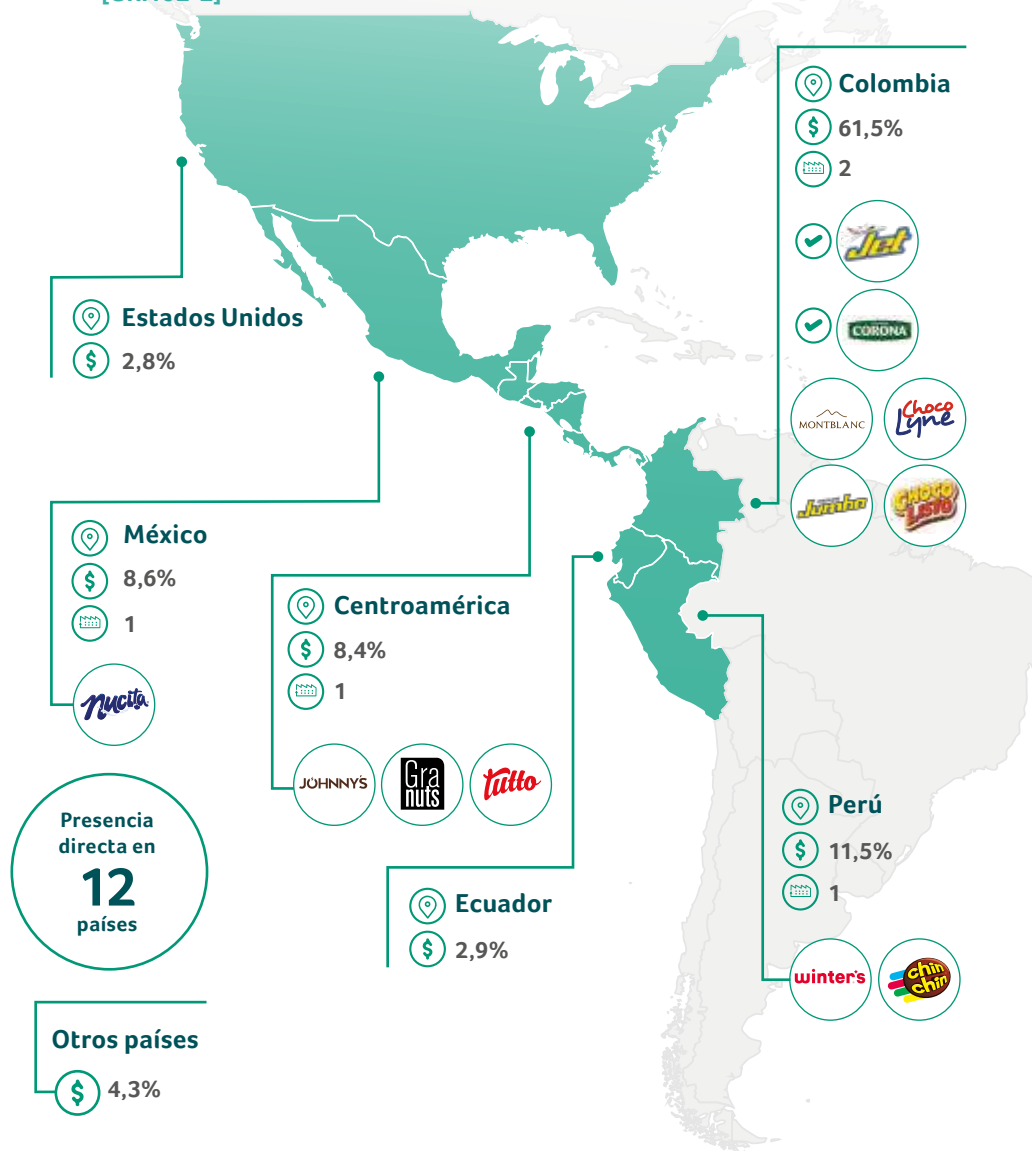 Colombia
61,5%
2
Jet
CORONA
MONTBLANC
Choco
Lyne
Jumbo
CHOCO
LISTO
Estados Unidos
2,8%
México
8,6%
1
Nucita
Centroamérica
8,4%
1
JOHNNY'S
Gra
nuts
Tutto
Ecuador
2,9%
Perú
11,5%
1
winter's
chin
chin
Presencia
directa en
12
países
Otros países
4,3%